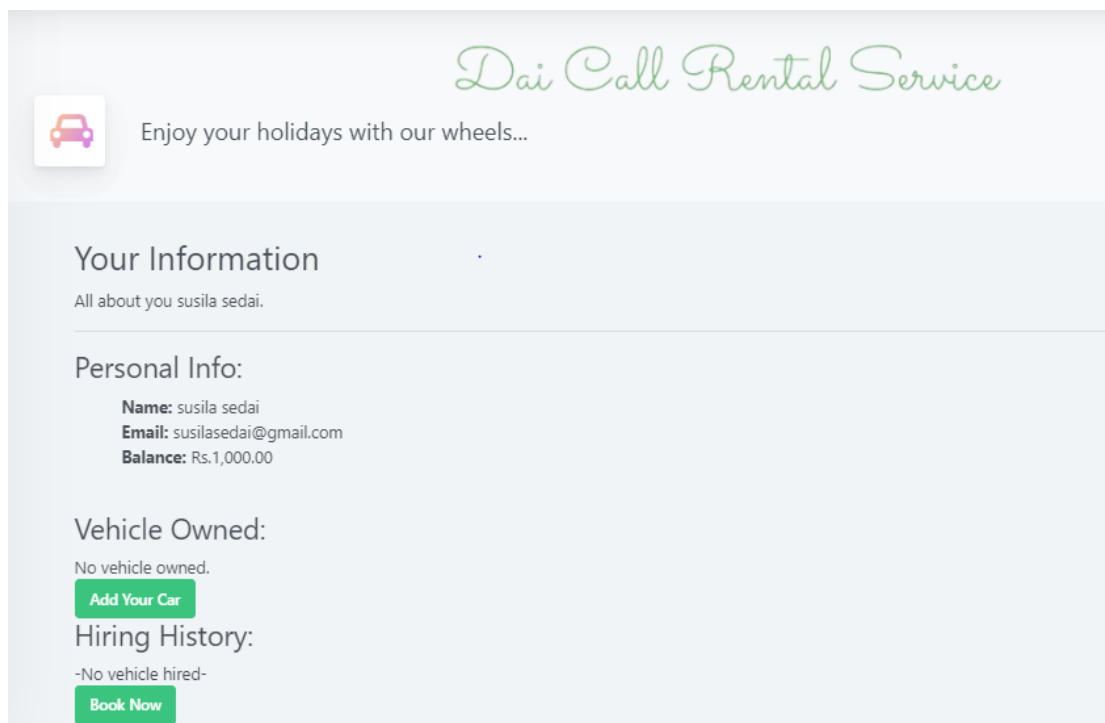 Dai Call Rental Service
Enjoy your holidays with our wheels...
Your Information
All about you susila sedai.
Personal Info:
Name: susila sedai
Email: susilasedai@gmail.com
Balance: Rs.1,000.00
Vehicle Owned:
No vehicle owned.
Add Your Car
Hiring History:
-No vehicle hired-
Book Now